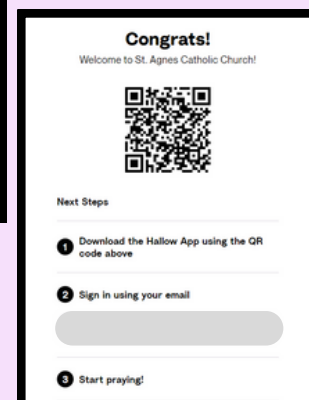 Congrats!
Welcome to St. Agnes Catholic Church!
Next Steps
1 Download the Hallow App using the QR
code above
2 Sign in using your email
3 Start praying!